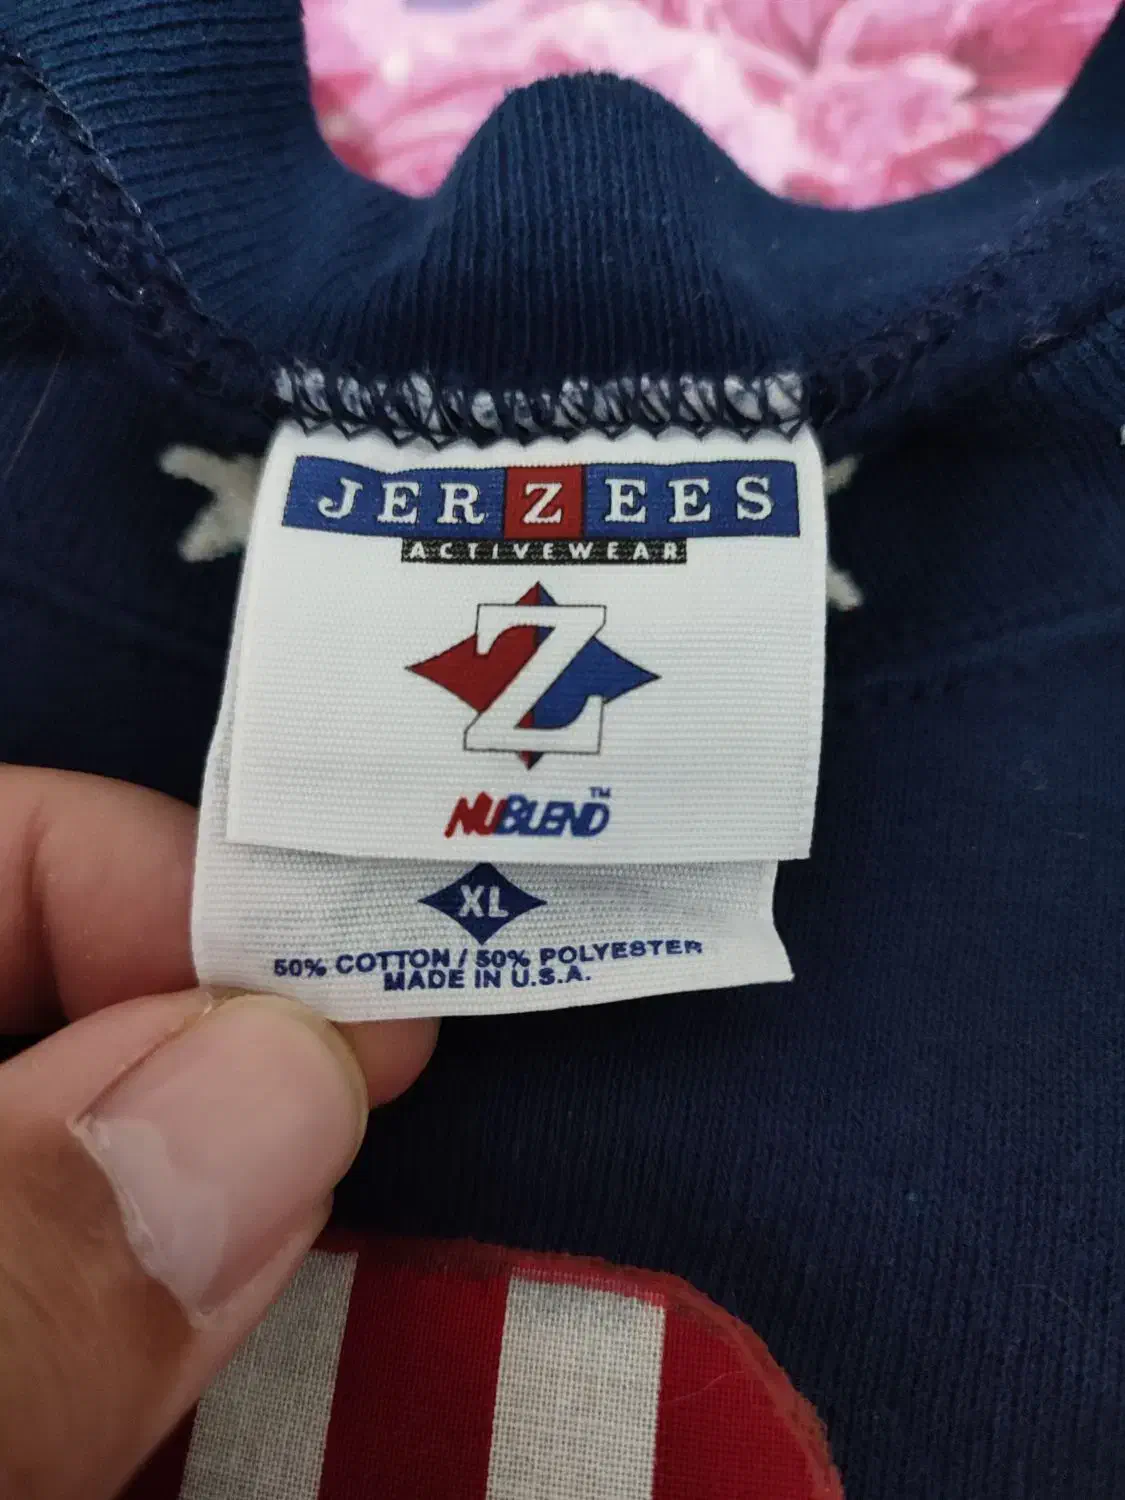 JERZEES
ACTIVEWEAR
Z
NUBLEND™
XL
50% COTTON / 50% POLYESTER
MADE IN U.S.A.